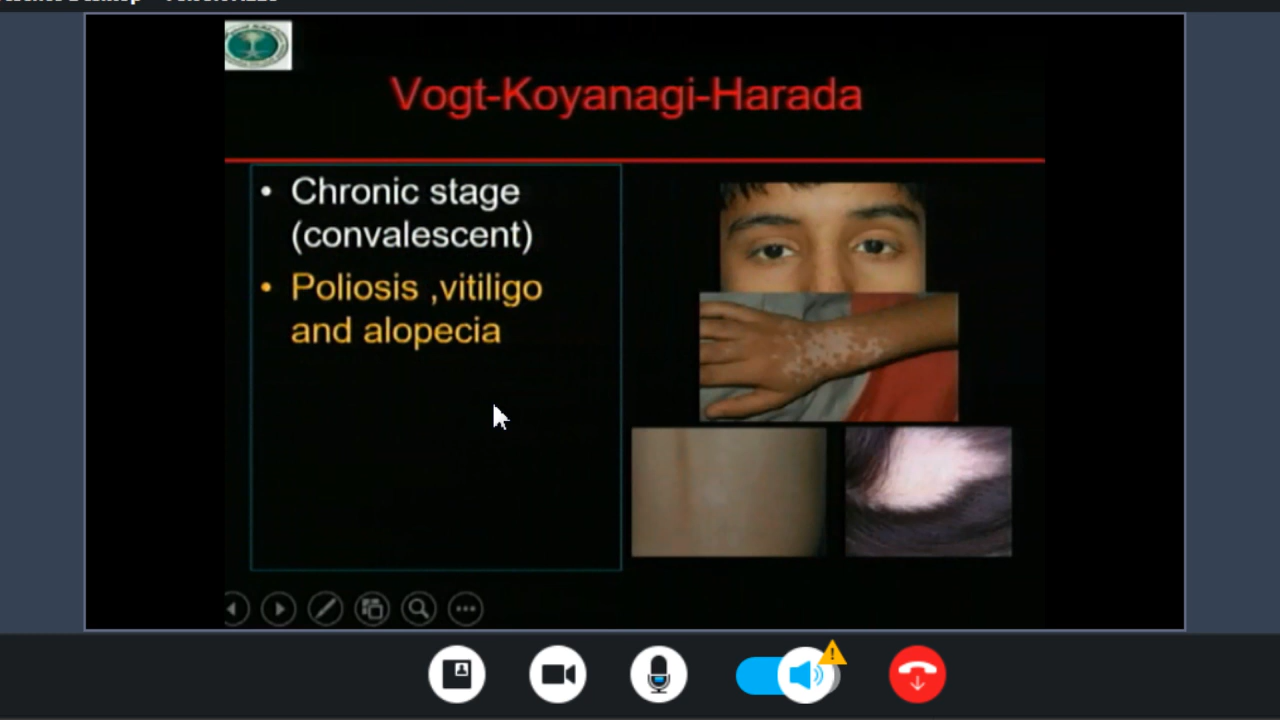 Vogt-Koyanagi-Harada
• Chronic stage
(convalescent)
• Poliosis ,vitiligo
and alopecia